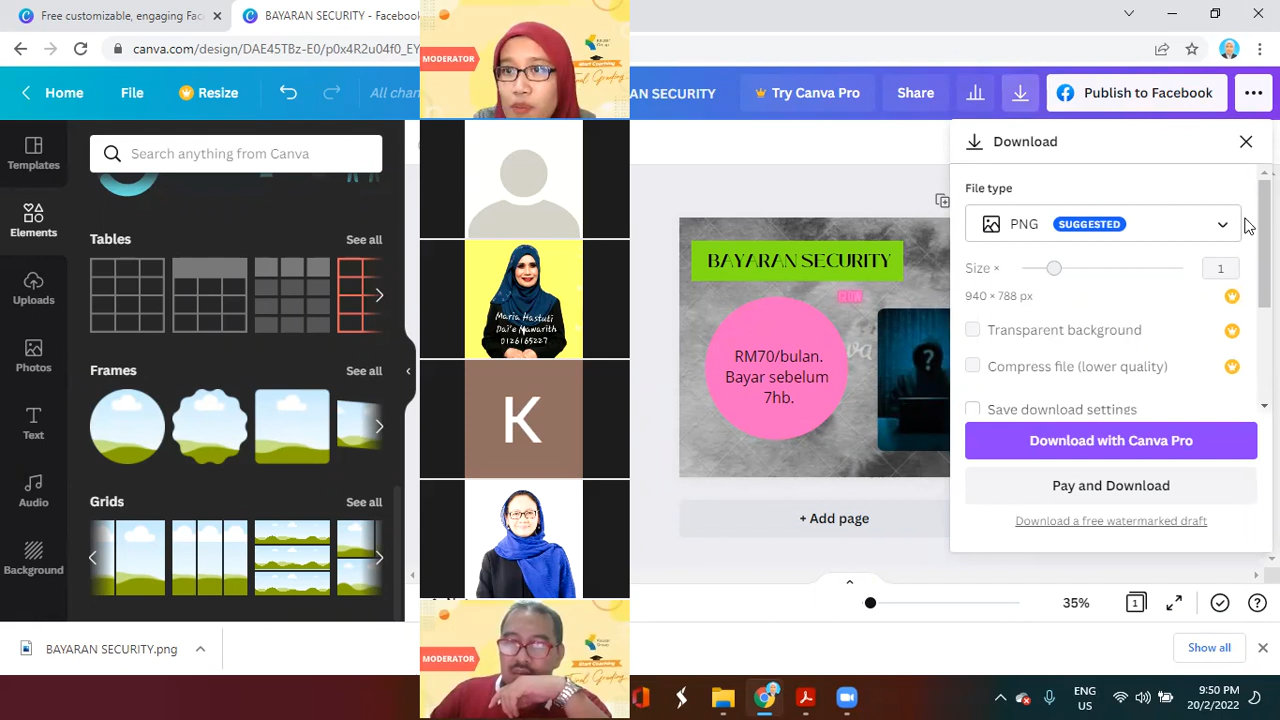 Free customizable, engaging Fac
BAYARAN SECURITY - Facebook
canva.com/design/DAE45TBz-E0/p0x4R2u04f0_EY
Home
File
Resize
All chan
AN SECURITY
Try Canva Pro
Share
Publish to Facebook
Templates
Elements
Uploads
Photos
Text
Audio
Background
Search anything from Canva
Tables
See all
Frames
See all
Grids
See all
MODERATOR
Start Learning
Maria Hastuti
Dai'e Mawarith
0126165227
K
MODERATOR
Start Learning
BAYARAN SECURITY
RM70/bulan.
Bayar sebelum
7hb.
?
+ Add page
Download
File type
PNG SUGGESTED
Size ×
1
940 × 788 px
Transparent background
Compress file (lower quality)
Save download settings
Download with Canva Pro
Pay and Download
Download a free watermarked draft
35%
1
BAYARAN SECURITY.png
Show all
ENG
US
9:50 PM
20/2/2022